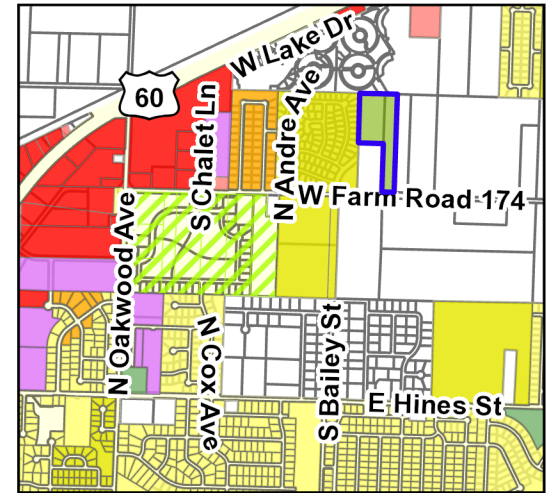 W Lake Dr
60
S Chalet Ln
N Andre Ave
W Farm Road 174
N Oakwood Ave
N Cox Ave
S Bailey St
E Hines St